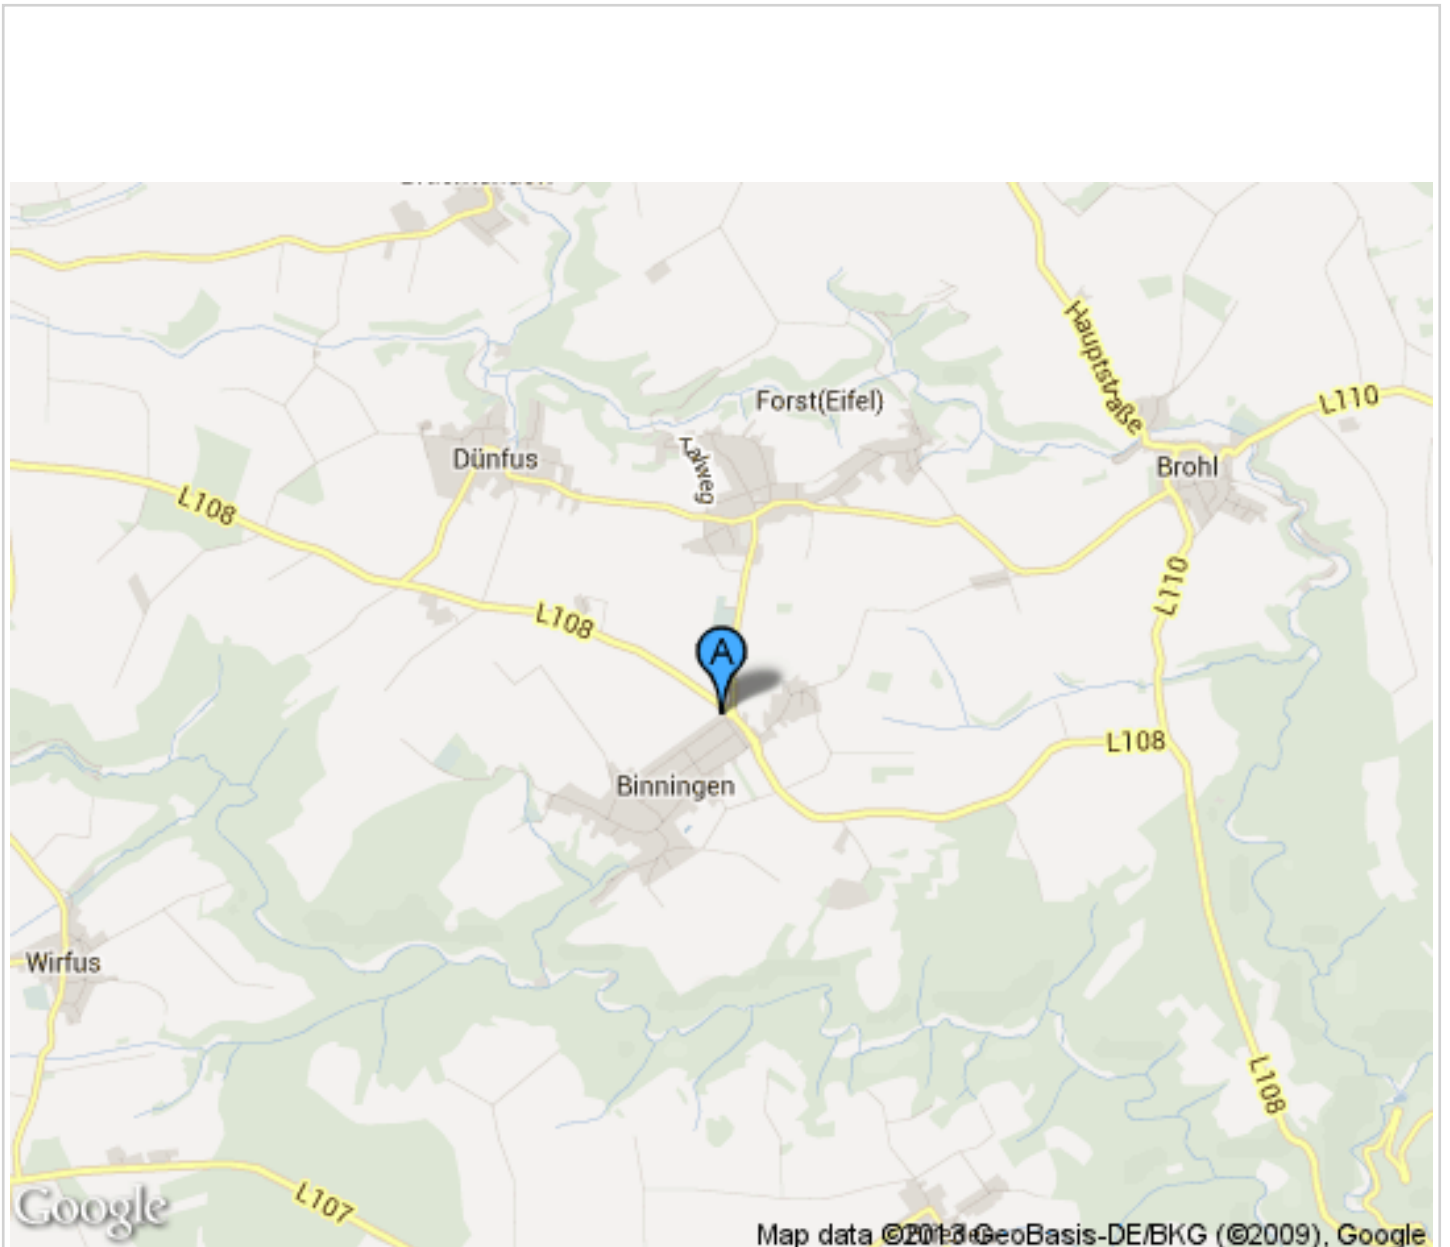 Hauptstraße
L110
Forst(Eifel)
Talweg
Dünfus
Brohl
L108
L110
L108
A
L108
Binningen
Wirfus
L108
L107
Google
Map data ©2013 GeoBasis-DE/BKG (©2009), Google